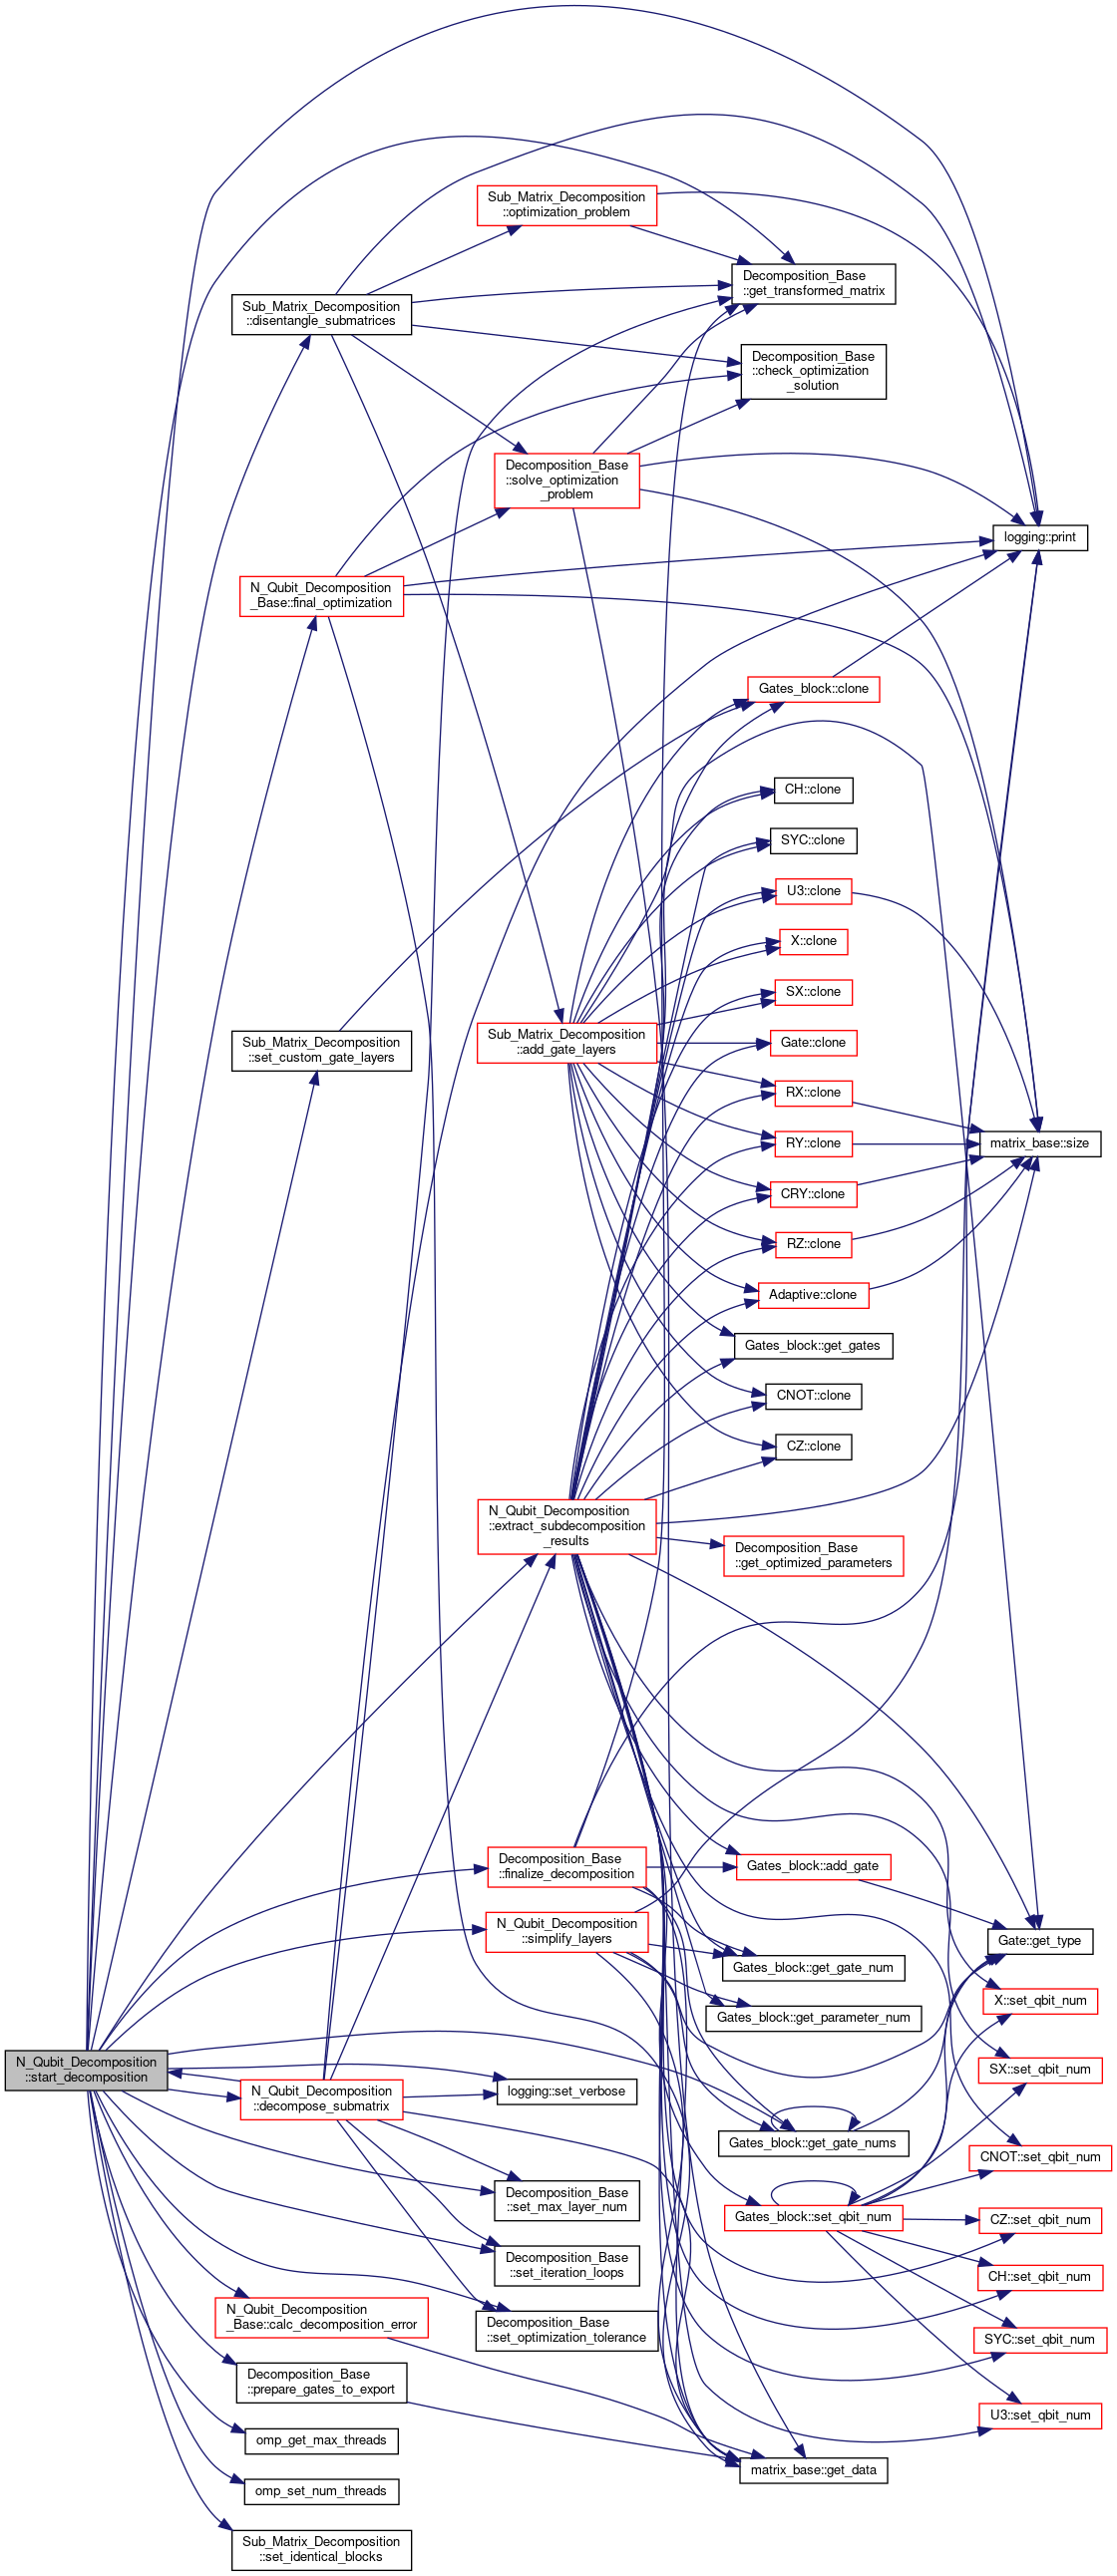 Sub_Matrix_Decomposition
::optimization_problem
Decomposition_Base
::get_transformed_matrix
Sub_Matrix_Decomposition
::disentangle_submatrices
Decomposition_Base
::check_optimization
_solution
Decomposition_Base
::solve_optimization
_problem
logging::print
N_Qubit_Decomposition
_Base::final_optimization
Gates_block::clone
CH::clone
SYC::clone
U3::clone
X::clone
SX::clone
Sub_Matrix_Decomposition
::set_custom_gate_layers
Sub_Matrix_Decomposition
::add_gate_layers
Gate::clone
RX::clone
RY::clone
matrix_base::size
CRY::clone
RZ::clone
Adaptive::clone
Gates_block::get_gates
CNOT::clone
CZ::clone
N_Qubit_Decomposition
::extract_subdecomposition
_results
Decomposition_Base
::get_optimized_parameters
Decomposition_Base
::finalize_decomposition
Gates_block::add_gate
N_Qubit_Decomposition
::simplify_layers
Gate::get_type
Gates_block::get_gate_num
X::set_qbit_num
Gates_block::get_parameter_num
N_Qubit_Decomposition
::start_decomposition
SX::set_qbit_num
N_Qubit_Decomposition
::decompose_submatrix
logging::set_verbose
Gates_block::get_gate_nums
CNOT::set_qbit_num
Decomposition_Base
::set_max_layer_num
Gates_block::set_qbit_num
CZ::set_qbit_num
Decomposition_Base
::set_iteration_loops
CH::set_qbit_num
N_Qubit_Decomposition
_Base::calc_decomposition_error
Decomposition_Base
::set_optimization_tolerance
SYC::set_qbit_num
Decomposition_Base
::prepare_gates_to_export
U3::set_qbit_num
omp_get_max_threads
matrix_base::get_data
omp_set_num_threads
Sub_Matrix_Decomposition
::set_identical_blocks